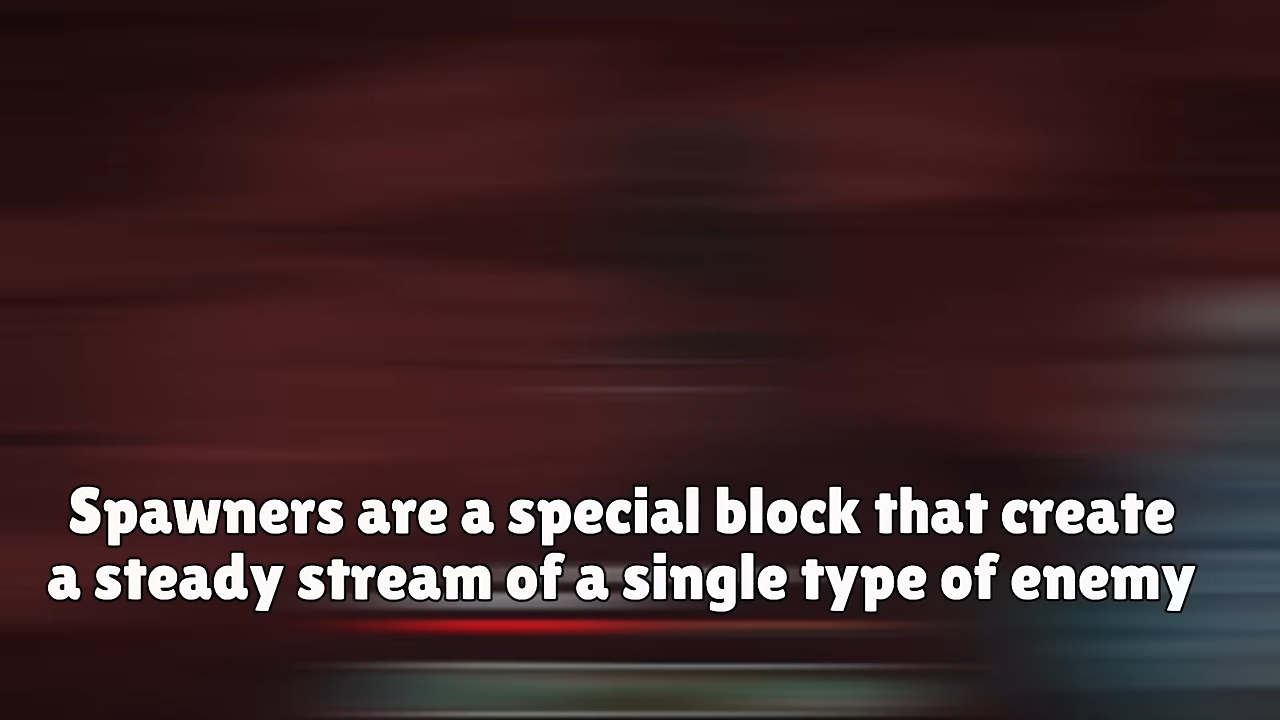 Spawners are a special block that create
a steady stream of a single type of enemy